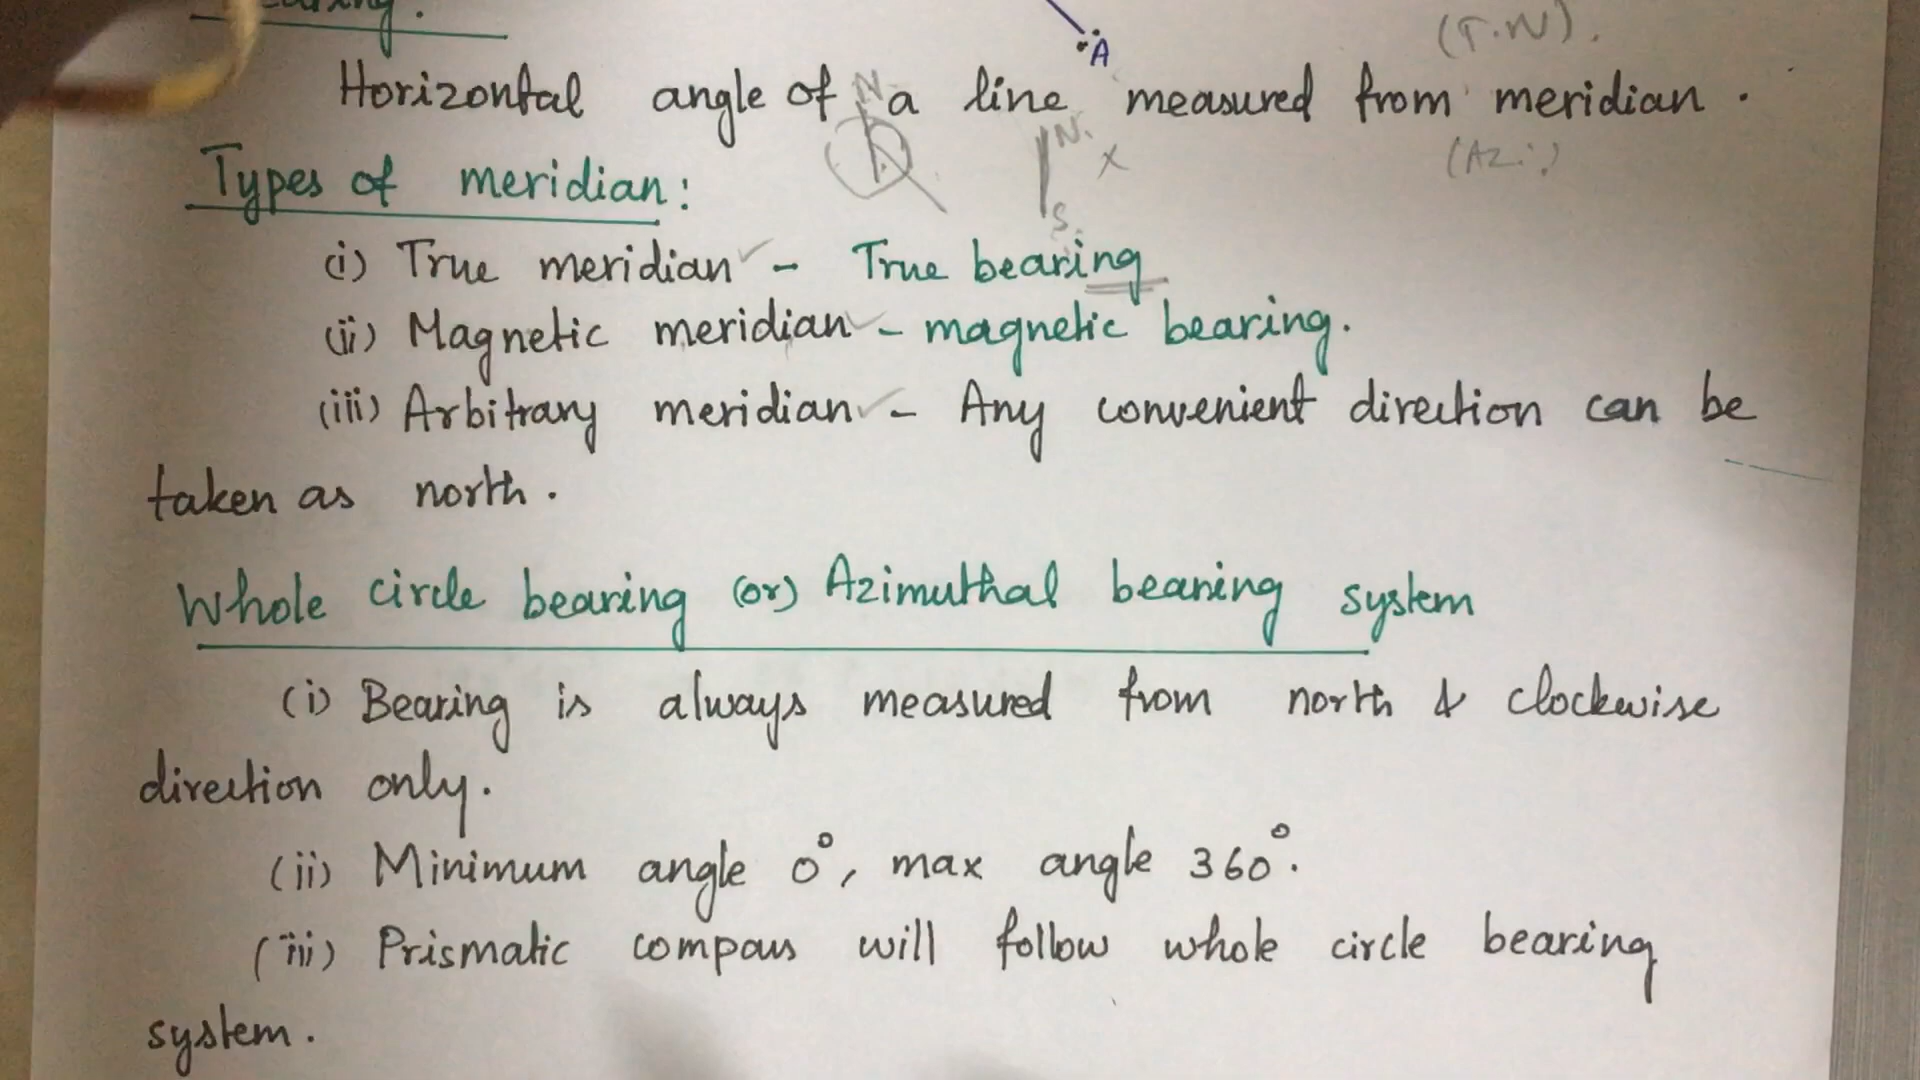 A
(T.N).
Horizontal angle of a line measured from meridian.
N
N.
X
S
(Azi)
Types of meridian:
(i) True meridian - True bearing
(ii) Magnetic meridian - magnetic bearing.
(iii) Arbitrary meridian - Any convenient direction can be
taken as north.
Whole circle bearing (or) Azimuthal bearing system
(i) Bearing is always measured from north & clockwise
direction only.
(ii) Minimum angle 0°, max angle 360°.
(iii) Prismatic compass will follow whole circle bearing
system.